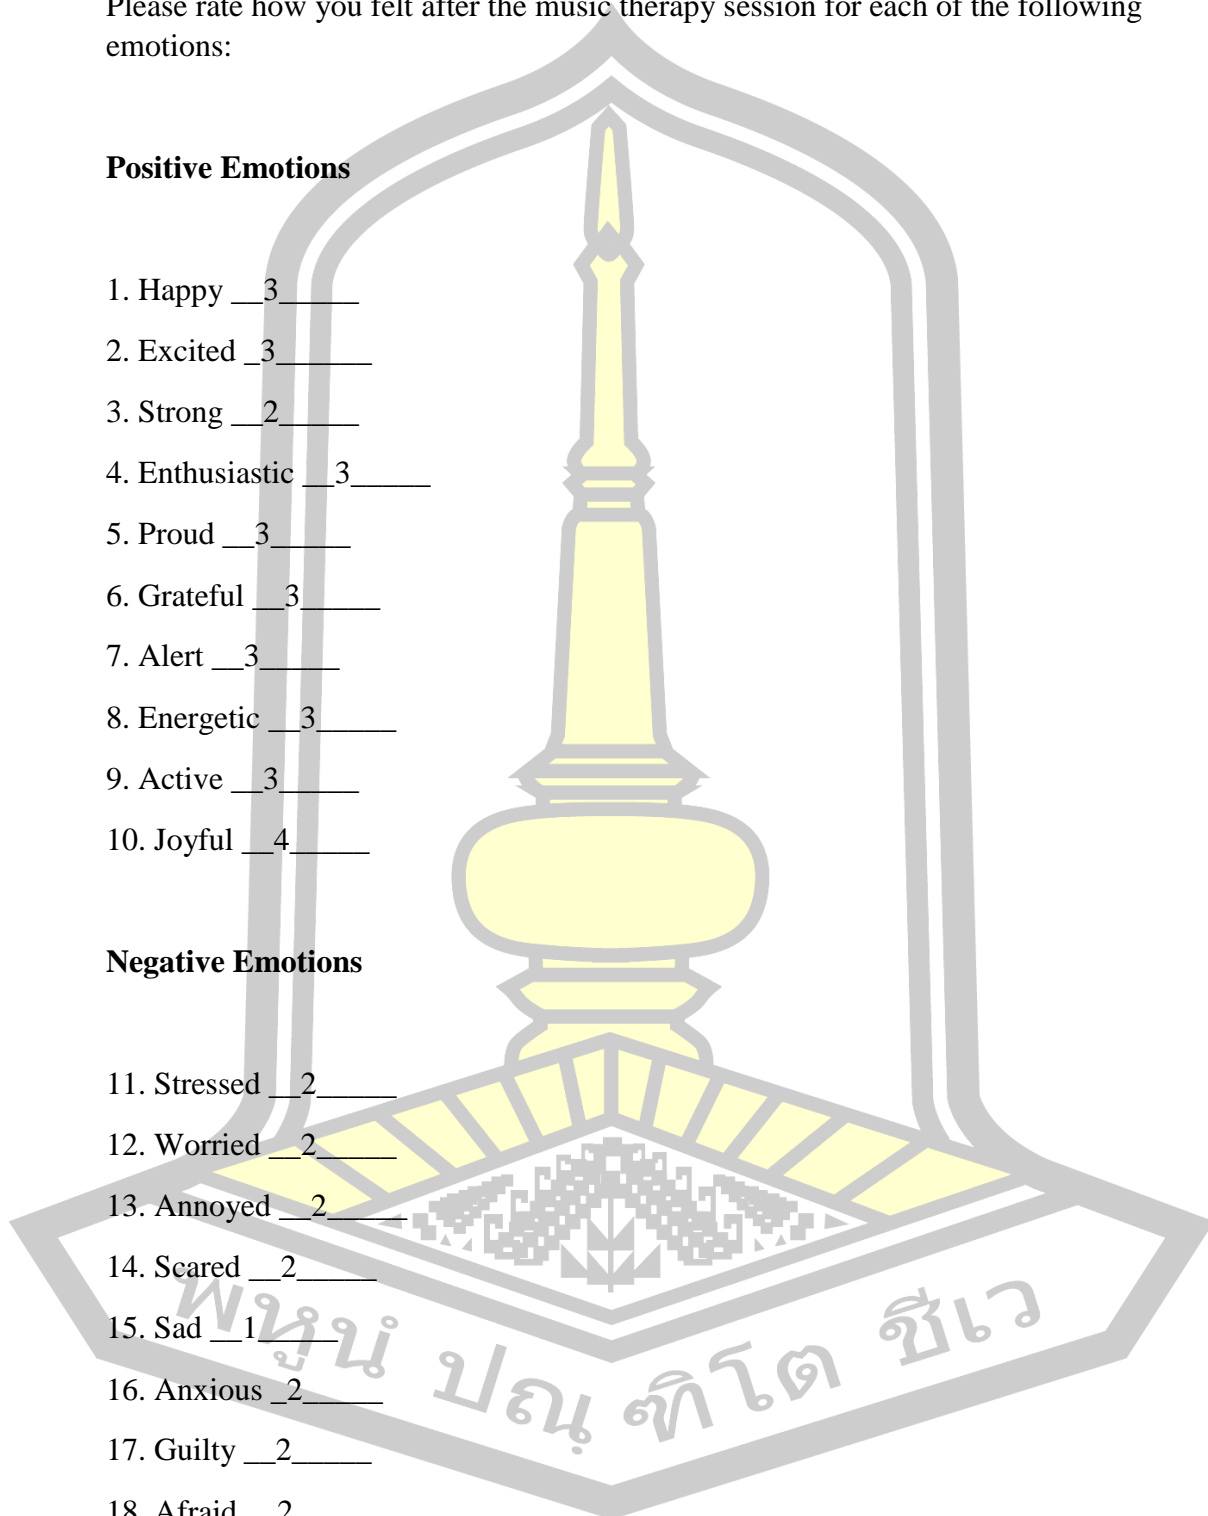 Please rate how you felt after the music therapy session for each of the following
emotions:
Positive Emotions
1. Happy __3_____
2. Excited _3______
3. Strong __2_____
4. Enthusiastic __3_____
5. Proud __3_____
6. Grateful __3_____
7. Alert __3_____
8. Energetic __3_____
9. Active __3_____
10. Joyful __4_____
Negative Emotions
11. Stressed __2_____
12. Worried __2_____
13. Annoyed __2_____
14. Scared __2_____
15. Sad __1_____
16. Anxious _2_____
17. Guilty __2_____
18. Afraid __2
พหูนํ ปณฺฑิโต ชีเว